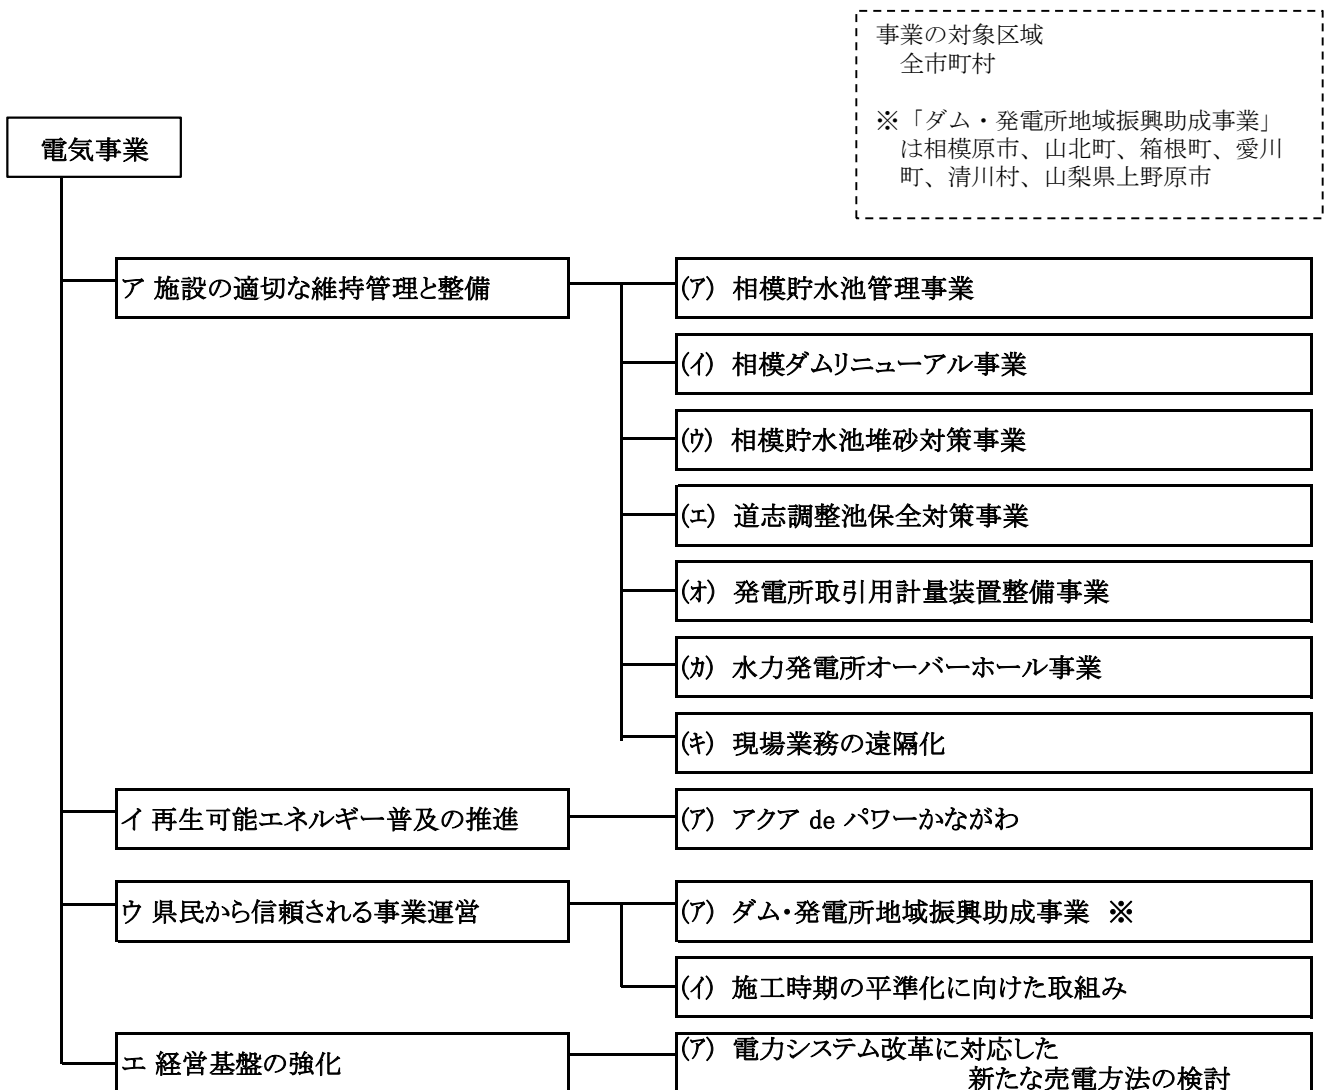 事業の対象区域
全市町村
※「ダム・発電所地域振興助成事業」
は相模原市、山北町、箱根町、愛川
町、清川村、山梨県上野原市
電気事業
ア 施設の適切な維持管理と整備
(ｱ) 相模貯水池管理事業
(ｲ) 相模ダムリニューアル事業
(ｳ) 相模貯水池堆砂対策事業
(ｴ) 道志調整池保全対策事業
(ｵ) 発電所取引用計量装置整備事業
(ｶ) 水力発電所オーバーホール事業
(ｷ) 現場業務の遠隔化
イ 再生可能エネルギー普及の推進
(ｱ) アクア de パワーかながわ
ウ 県民から信頼される事業運営
(ｱ) ダム・発電所地域振興助成事業 ※
(ｲ) 施工時期の平準化に向けた取組み
エ 経営基盤の強化
(ｱ) 電力システム改革に対応した
新たな売電方法の検討